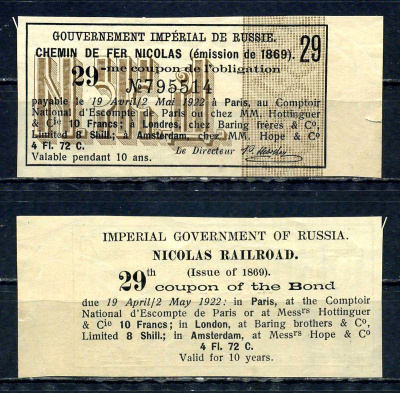 GOUVERNEMENT IMPÉRIAL DE RUSSIE.
CHEMIN DE FER NICOLAS (émission de 1869). 29
29-me coupon de l'obligation
№795514
payable le 19 Avril/2 Mai 1922 à Paris, au Comptoir
National d'Escompte de Paris ou chez MM. Hottinguer
& Cie 10 Francs; à Londres, chez Baring frères & Co,
Limited 8 Shill; à Amsterdam, chez MM. Hope & Co
4 Fl. 72 C.
Le Directeur
Valable pendant 10 ans.
IMPERIAL GOVERNMENT OF RUSSIA.
NICOLAS RAILROAD.
29th (Issue of 1869).
coupon of the Bond
due 19 April/2 May 1922: in Paris, at the Comptoir
National d'Escompte de Paris or at Messrs Hottinguer
& Cie 10 Francs; in London, at Baring brothers & Co,
Limited 8 Shill.; in Amsterdam, at Messrs Hope & Co
4 Fl. 72 C.
Valid for 10 years.